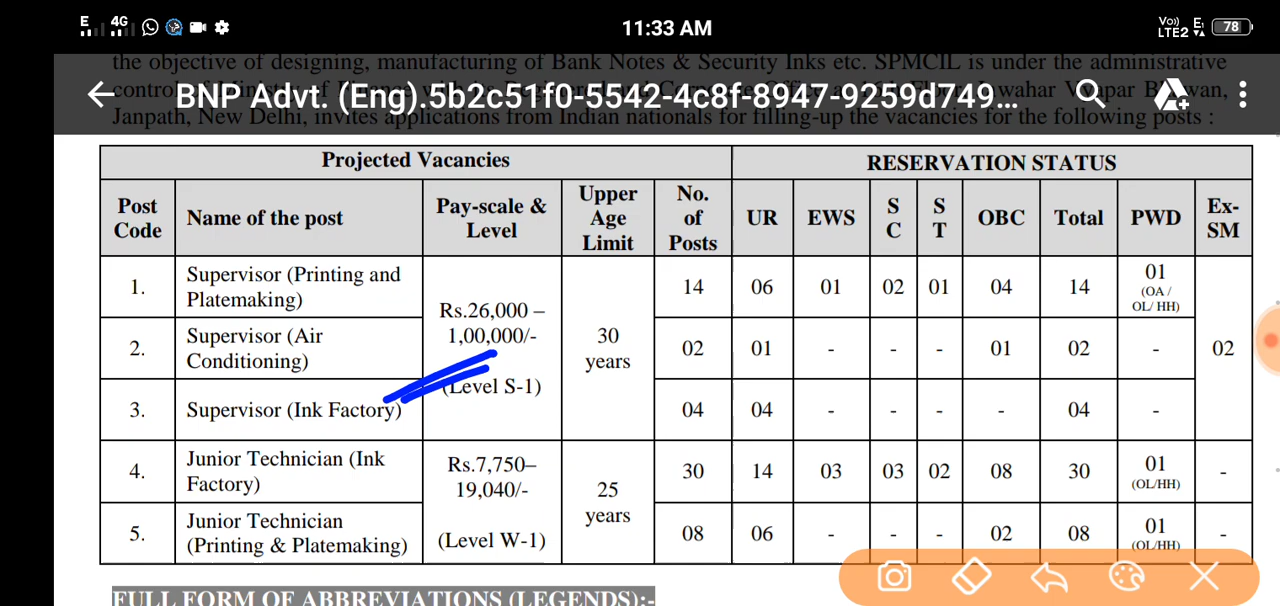 E 4G 11:33 AM Vo)) LTE2 E 78
the objective of designing, manufacturing of Bank Notes & Security Inks etc. SPMCIL is under the administrative
BNP Advt. (Eng).5b2c51f0-5542-4c8f-8947-9259d749...
Janpath, New Delhi, invites applications from Indian nationals for filling-up the vacancies for the following posts :
Projected Vacancies RESERVATION STATUS
Post Code Name of the post Pay-scale & Level Upper Age Limit No. of Posts UR EWS SC ST OBC Total PWD Ex-SM
1. Supervisor (Printing and Platemaking) Rs.26,000 – 1,00,000/- (Level S-1) 30 years 14 06 01 02 01 04 14 01 (OA / OL/ HH) 02
2. Supervisor (Air Conditioning) 02 01 - - - 01 02 -
3. Supervisor (Ink Factory) 04 04 - - - - 04 -
4. Junior Technician (Ink Factory) Rs.7,750– 19,040/- (Level W-1) 25 years 30 14 03 03 02 08 30 01 (OL/HH) -
5. Junior Technician (Printing & Platemaking) 08 06 - - - 02 08 01 (OL/HH) -
FULL FORM OF ABBREVIATIONS (LEGENDS):-